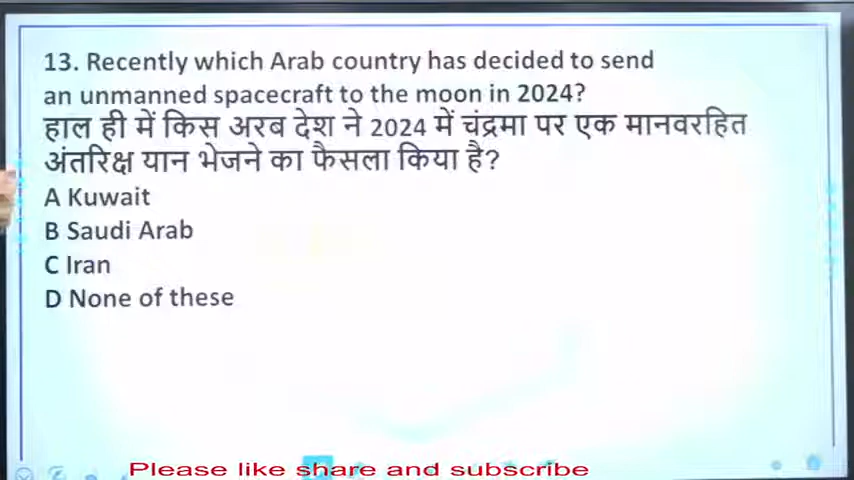 13. Recently which Arab country has decided to send
an unmanned spacecraft to the moon in 2024?
हाल ही में किस अरब देश ने 2024 में चंद्रमा पर एक मानवरहित
अंतरिक्ष यान भेजने का फैसला किया है?
A Kuwait
B Saudi Arab
C Iran
D None of these
Please like share and subscribe